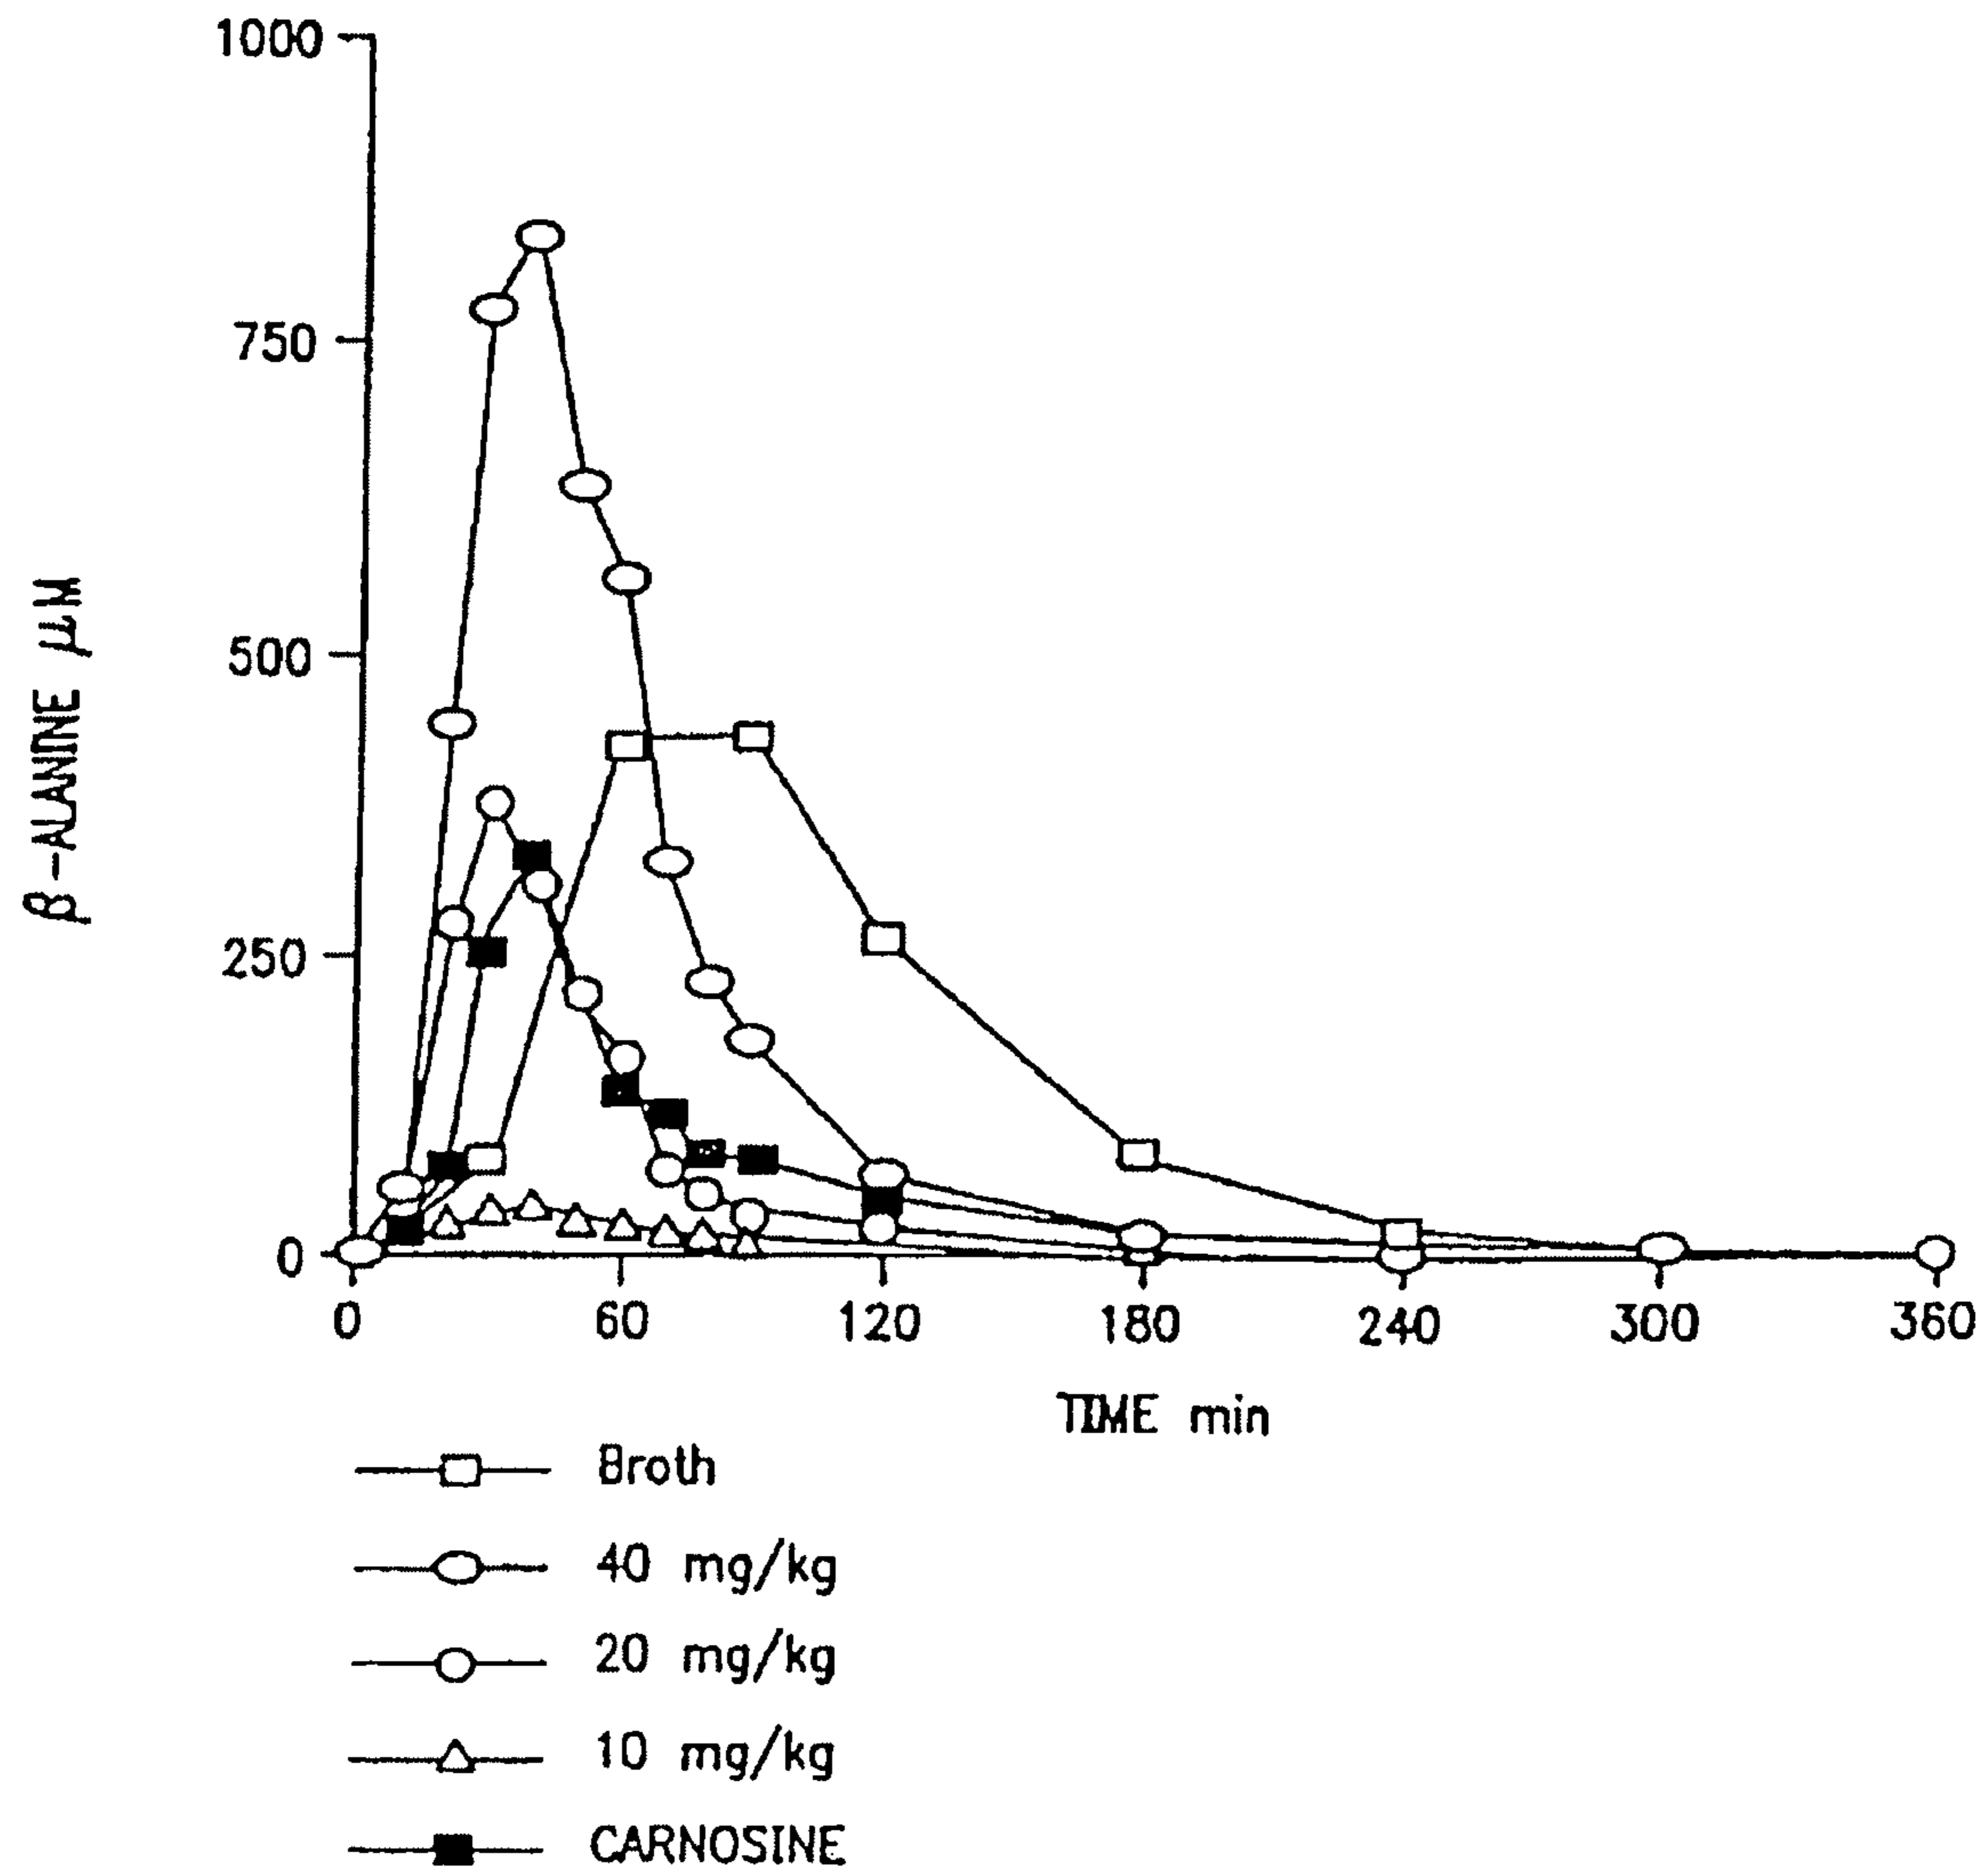 1000
750
500
250
0
β-ALANINE μM
0 60 120 180 240 300 360
TIME min
Broth
40 mg/kg
20 mg/kg
10 mg/kg
CARNOSINE